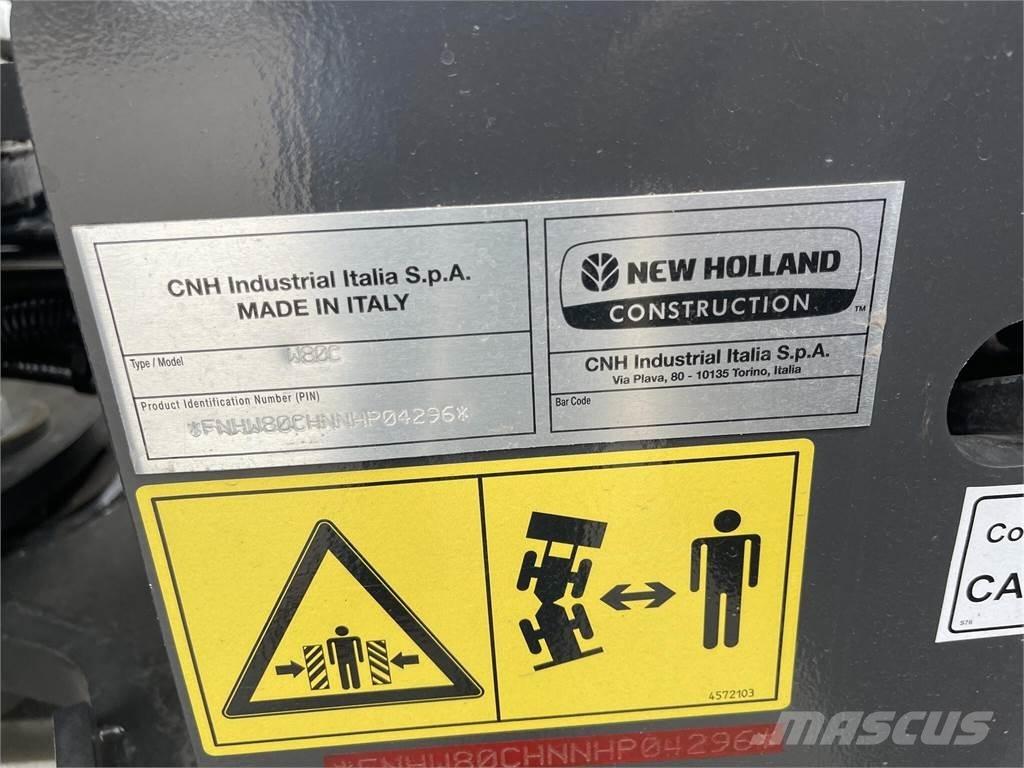 CNH Industrial Italia S.p.A.
MADE IN ITALY
Type / Model
W80C
Product Identification Number (PIN)
*FNHW80CHNNHP04296*
NEW HOLLAND
CONSTRUCTION
™
CNH Industrial Italia S.p.A.
Via Plava, 80 - 10135 Torino, Italia
Bar Code
4572103
*FNHW80CHNNHP04296*
Co
CA
S76
MASCUS